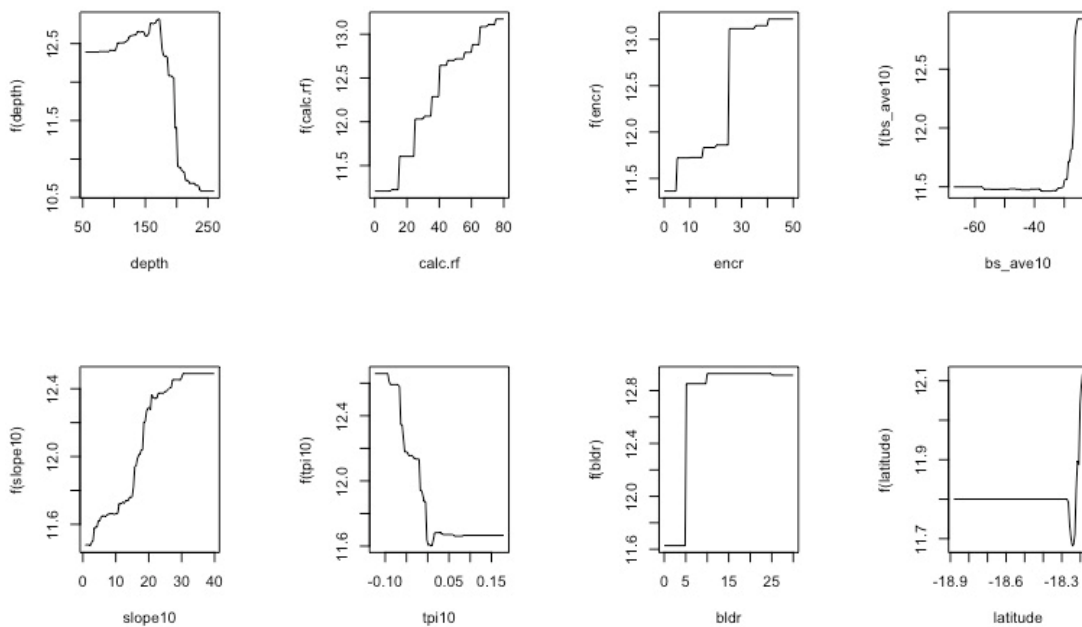 f(depth)
10.5 11.5 12.5
50 150 250
depth
f(calc.rf)
11.5 12.0 12.5 13.0
0 20 40 60 80
calc.rf
f(encr)
11.5 12.0 12.5 13.0
0 10 30 50
encr
f(bs_ave10)
11.5 12.0 12.5
-60 -40
bs_ave10
f(slope10)
11.6 12.0 12.4
0 10 20 30 40
slope10
f(tpi10)
11.6 12.0 12.4
-0.10 0.05 0.15
tpi10
f(bldr)
11.6 12.0 12.4 12.8
0 5 15 25
bldr
f(latitude)
11.7 11.9 12.1
-18.9 -18.6 -18.3
latitude